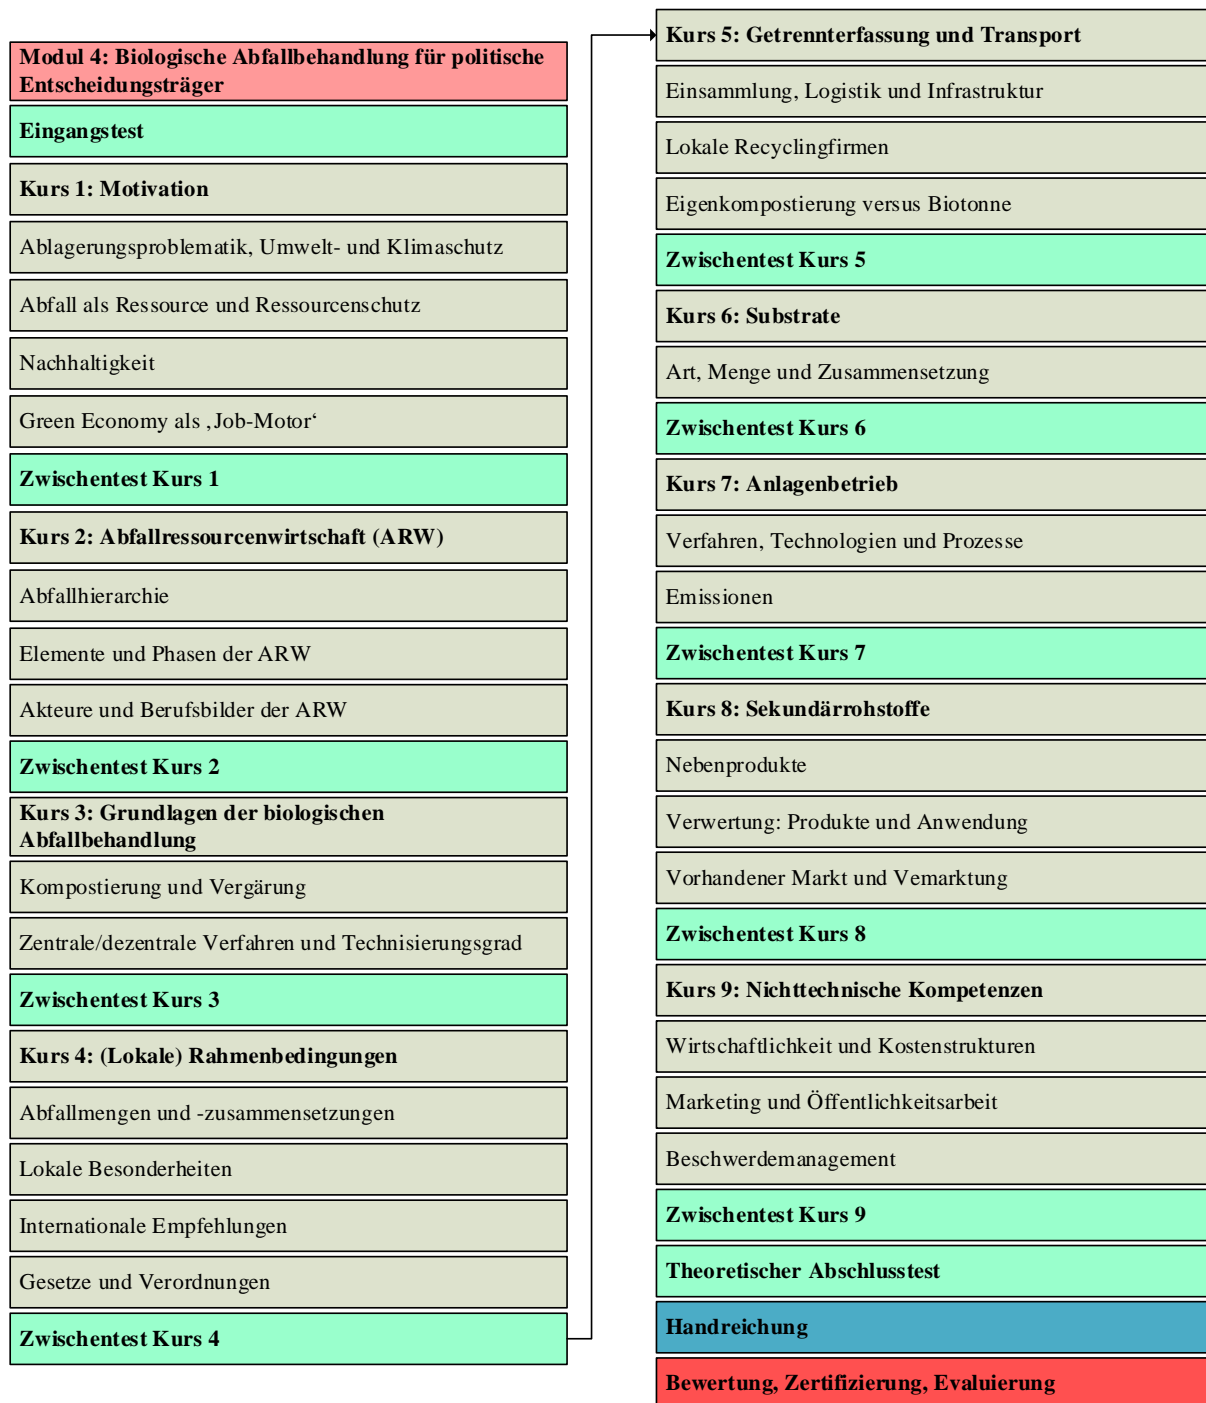 Modul 4: Biologische Abfallbehandlung für politische
Entscheidungsträger
Eingangstest
Kurs 1: Motivation
Ablagerungsproblematik, Umwelt- und Klimaschutz
Abfall als Ressource und Ressourcenschutz
Nachhaltigkeit
Green Economy als ‚Job-Motor‘
Zwischentest Kurs 1
Kurs 2: Abfallressourcenwirtschaft (ARW)
Abfallhierarchie
Elemente und Phasen der ARW
Akteure und Berufsbilder der ARW
Zwischentest Kurs 2
Kurs 3: Grundlagen der biologischen
Abfallbehandlung
Kompostierung und Vergärung
Zentrale/dezentrale Verfahren und Technisierungsgrad
Zwischentest Kurs 3
Kurs 4: (Lokale) Rahmenbedingungen
Abfallmengen und -zusammensetzungen
Lokale Besonderheiten
Internationale Empfehlungen
Gesetze und Verordnungen
Zwischentest Kurs 4
Kurs 5: Getrennterfassung und Transport
Einsammlung, Logistik und Infrastruktur
Lokale Recyclingfirmen
Eigenkompostierung versus Biotonne
Zwischentest Kurs 5
Kurs 6: Substrate
Art, Menge und Zusammensetzung
Zwischentest Kurs 6
Kurs 7: Anlagenbetrieb
Verfahren, Technologien und Prozesse
Emissionen
Zwischentest Kurs 7
Kurs 8: Sekundärrohstoffe
Nebenprodukte
Verwertung: Produkte und Anwendung
Vorhandener Markt und Vemarktung
Zwischentest Kurs 8
Kurs 9: Nichttechnische Kompetenzen
Wirtschaftlichkeit und Kostenstrukturen
Marketing und Öffentlichkeitsarbeit
Beschwerdemanagement
Zwischentest Kurs 9
Theoretischer Abschlusstest
Handreichung
Bewertung, Zertifizierung, Evaluierung